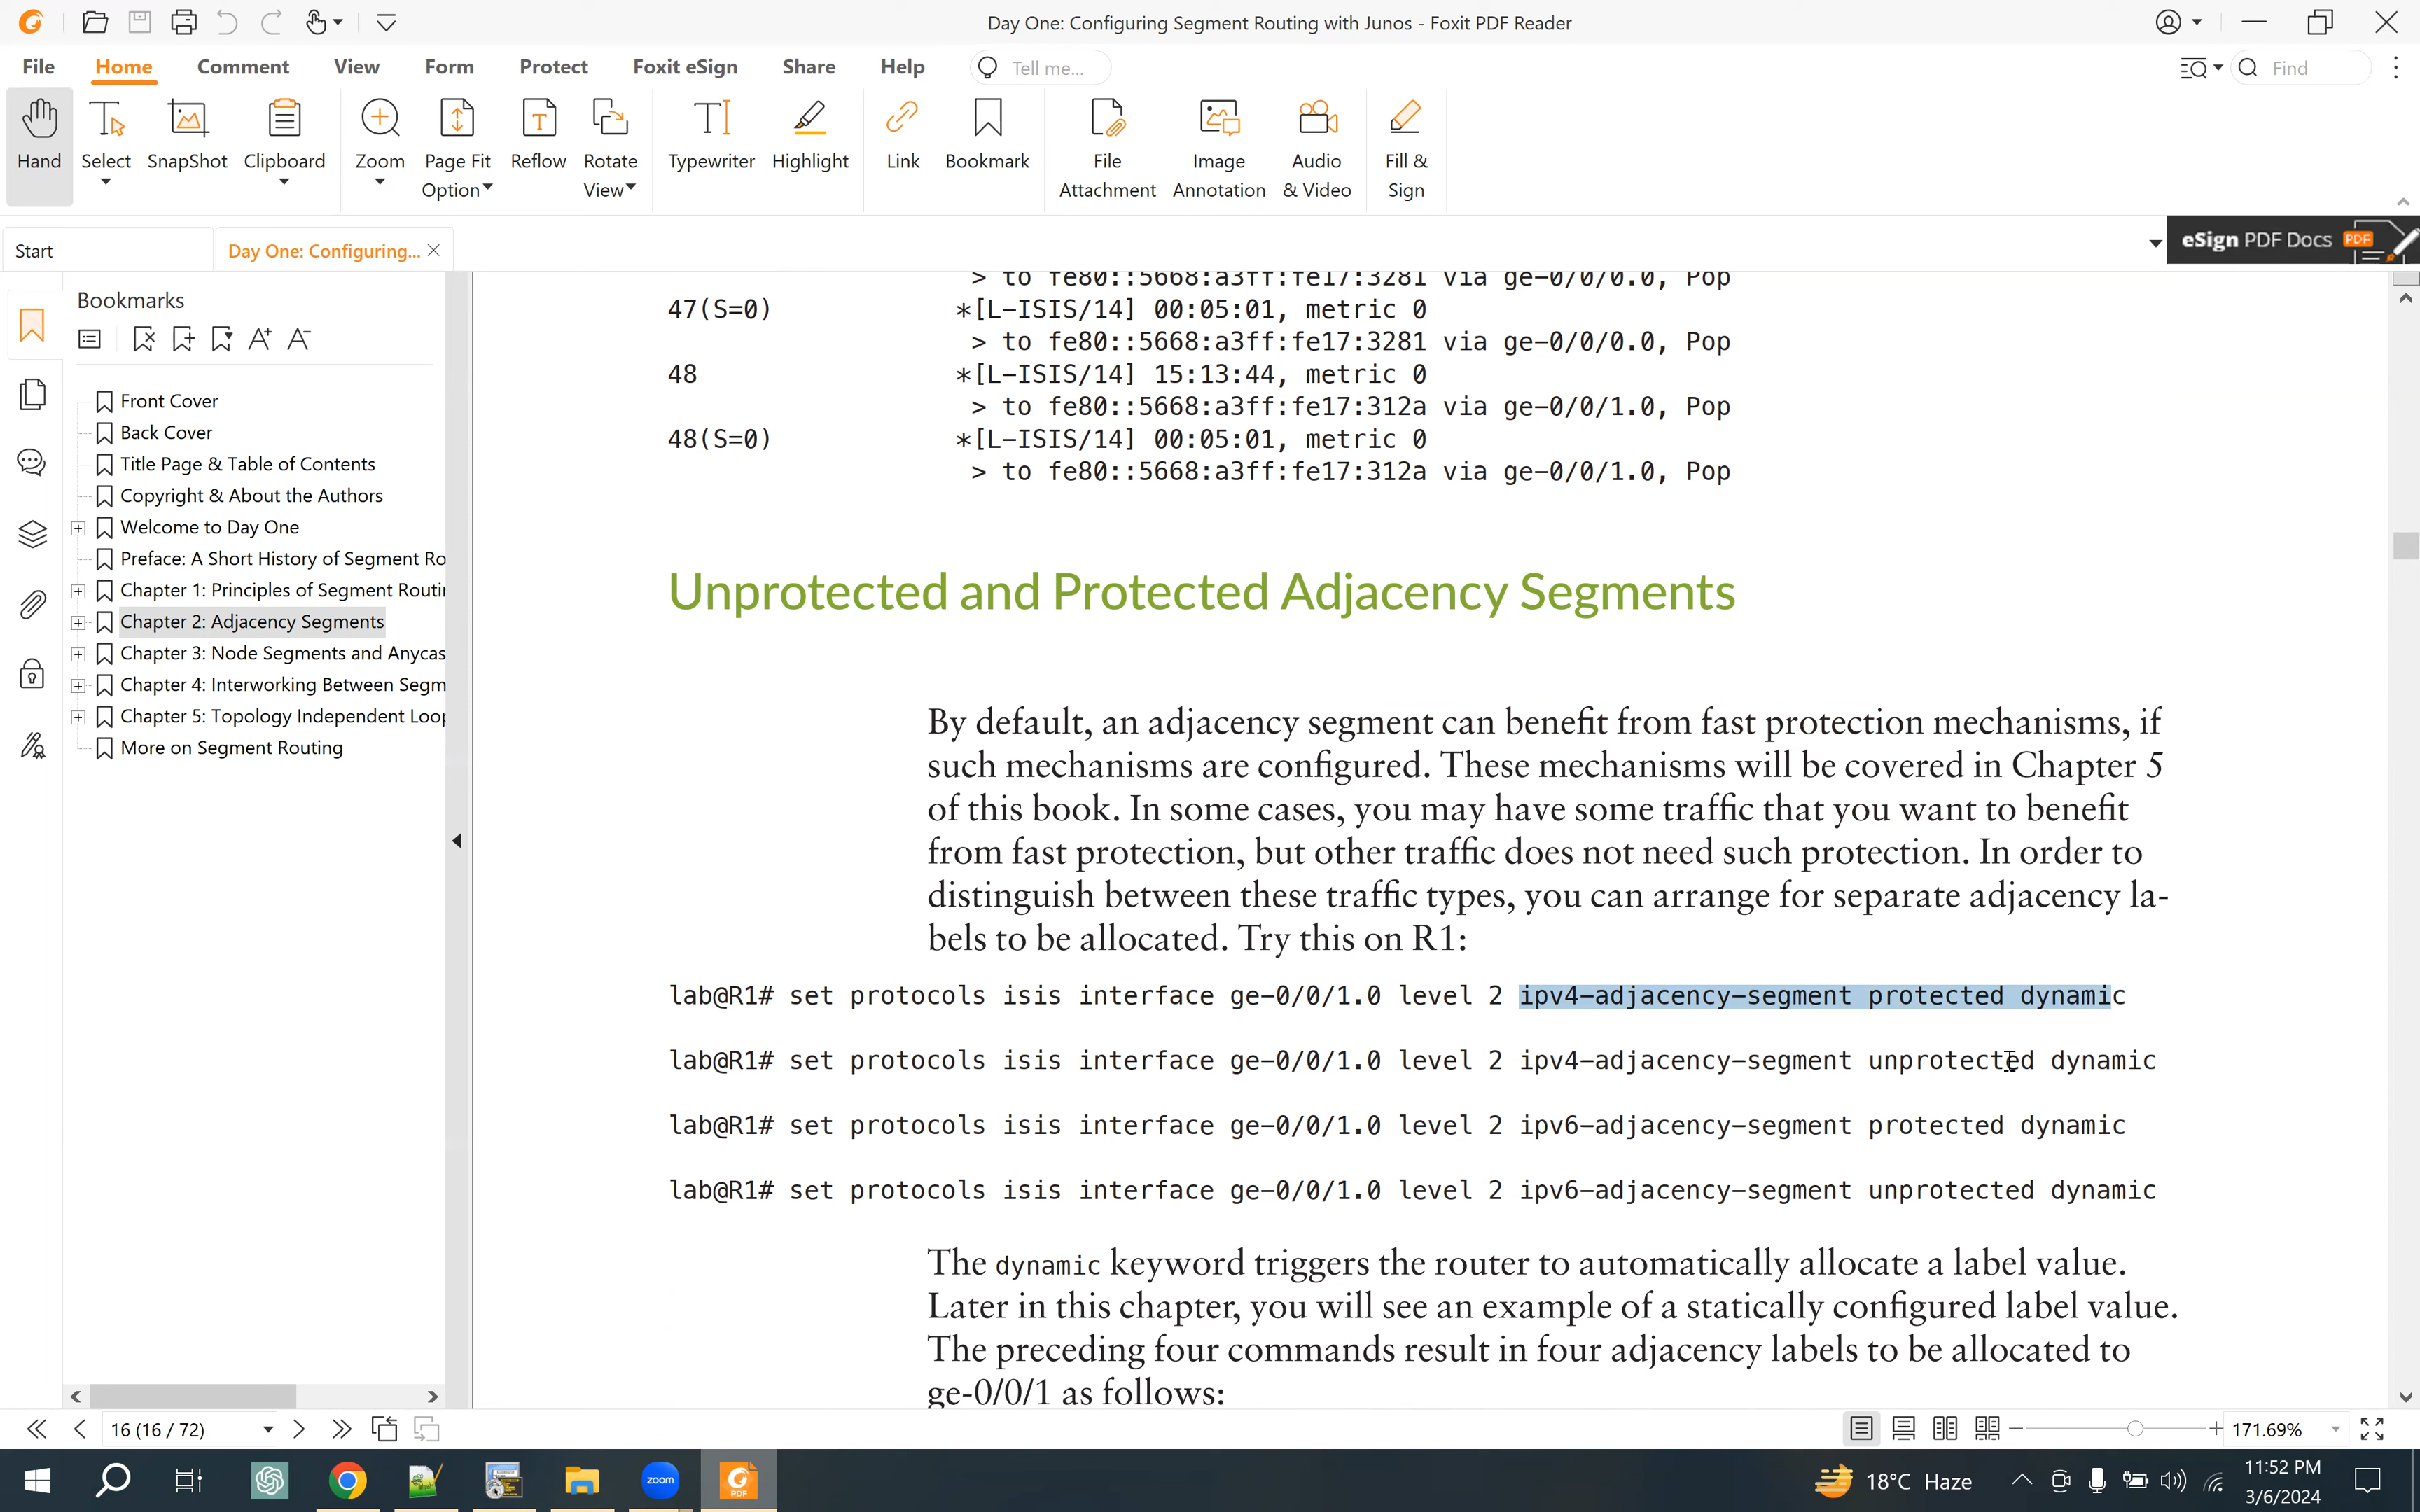 Day One: Configuring Segment Routing with Junos - Foxit PDF Reader
File Home Comment View Form Protect Foxit eSign Share Help Tell me... Find
Hand Select SnapShot Clipboard Zoom Page Fit Option Reflow Rotate View Typewriter Highlight Link Bookmark File Attachment Image Annotation Audio & Video Fill & Sign
Start Day One: Configuring... eSign PDF Docs PDF
Bookmarks
Front Cover
Back Cover
Title Page & Table of Contents
Copyright & About the Authors
Welcome to Day One
Preface: A Short History of Segment Ro
Chapter 1: Principles of Segment Routin
Chapter 2: Adjacency Segments
Chapter 3: Node Segments and Anycas
Chapter 4: Interworking Between Segm
Chapter 5: Topology Independent Loop
More on Segment Routing
> to fe80::5668:a3ff:fe17:3281 via ge-0/0/0.0, Pop
47(S=0) *[L-ISIS/14] 00:05:01, metric 0
> to fe80::5668:a3ff:fe17:3281 via ge-0/0/0.0, Pop
48 *[L-ISIS/14] 15:13:44, metric 0
> to fe80::5668:a3ff:fe17:312a via ge-0/0/1.0, Pop
48(S=0) *[L-ISIS/14] 00:05:01, metric 0
> to fe80::5668:a3ff:fe17:312a via ge-0/0/1.0, Pop
Unprotected and Protected Adjacency Segments
By default, an adjacency segment can benefit from fast protection mechanisms, if
such mechanisms are configured. These mechanisms will be covered in Chapter 5
of this book. In some cases, you may have some traffic that you want to benefit
from fast protection, but other traffic does not need such protection. In order to
distinguish between these traffic types, you can arrange for separate adjacency la-
bels to be allocated. Try this on R1:
lab@R1# set protocols isis interface ge-0/0/1.0 level 2 ipv4-adjacency-segment protected dynamic
lab@R1# set protocols isis interface ge-0/0/1.0 level 2 ipv4-adjacency-segment unprotected dynamic
lab@R1# set protocols isis interface ge-0/0/1.0 level 2 ipv6-adjacency-segment protected dynamic
lab@R1# set protocols isis interface ge-0/0/1.0 level 2 ipv6-adjacency-segment unprotected dynamic
The dynamic keyword triggers the router to automatically allocate a label value.
Later in this chapter, you will see an example of a statically configured label value.
The preceding four commands result in four adjacency labels to be allocated to
ge-0/0/1 as follows:
16 (16 / 72) 171.69%
zoom PDF 18°C Haze 11:52 PM
3/6/2024